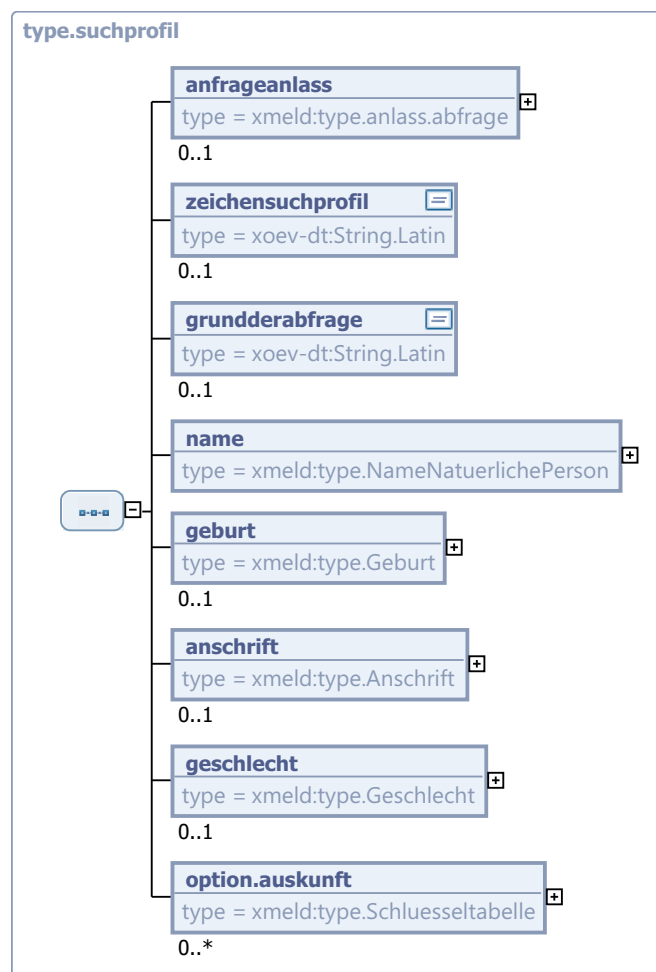 type.suchprofil
anfrageanlass
type = xmeld:type.anlass.abfrage
0..1
zeichensuchprofil
type = xoev-dt:String.Latin
0..1
grundderabfrage
type = xoev-dt:String.Latin
0..1
name
type = xmeld:type.NameNatuerlichePerson
geburt
type = xmeld:type.Geburt
0..1
anschrift
type = xmeld:type.Anschrift
0..1
geschlecht
type = xmeld:type.Geschlecht
0..1
option.auskunft
type = xmeld:type.Schluesseltabelle
0..*